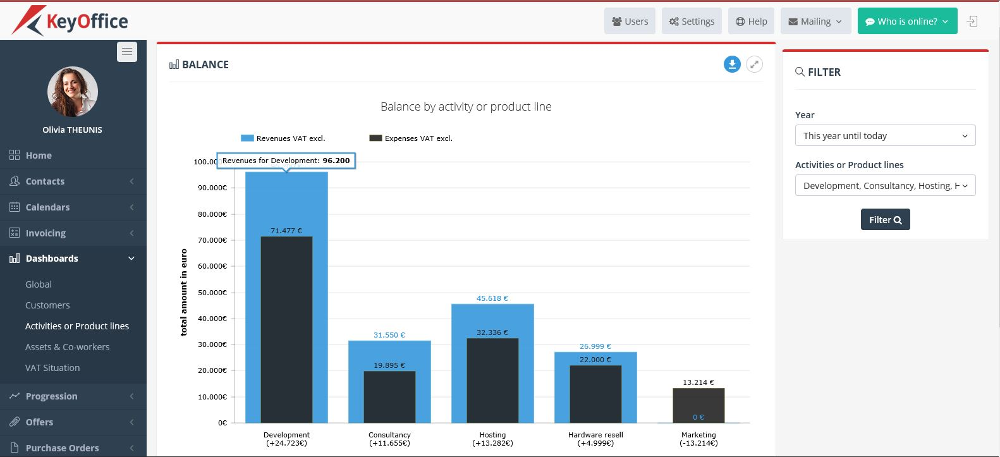 KeyOffice
Users
Settings
Help
Mailing
Who is online?
Olivia THEUNIS
Home
Contacts
Calendars
Invoicing
Dashboards
Global
Customers
Activities or Product lines
Assets & Co-workers
VAT Situation
Progression
Offers
Purchase Orders
BALANCE
Balance by activity or product line
Revenues VAT excl.
Expenses VAT excl.
Revenues for Development: 96.200
total amount in euro
100.00
90.000€
80.000€
70.000€
60.000€
50.000€
40.000€
30.000€
20.000€
10.000€
0€
71.477 €
31.550 €
19.895 €
45.618 €
32.336 €
26.999 €
22.000 €
13.214 €
0 €
Development
(+24.723€)
Consultancy
(+11.655€)
Hosting
(+13.282€)
Hardware resell
(+4.999€)
Marketing
(-13.214€)
FILTER
Year
This year until today
Activities or Product lines
Development, Consultancy, Hosting, H
Filter